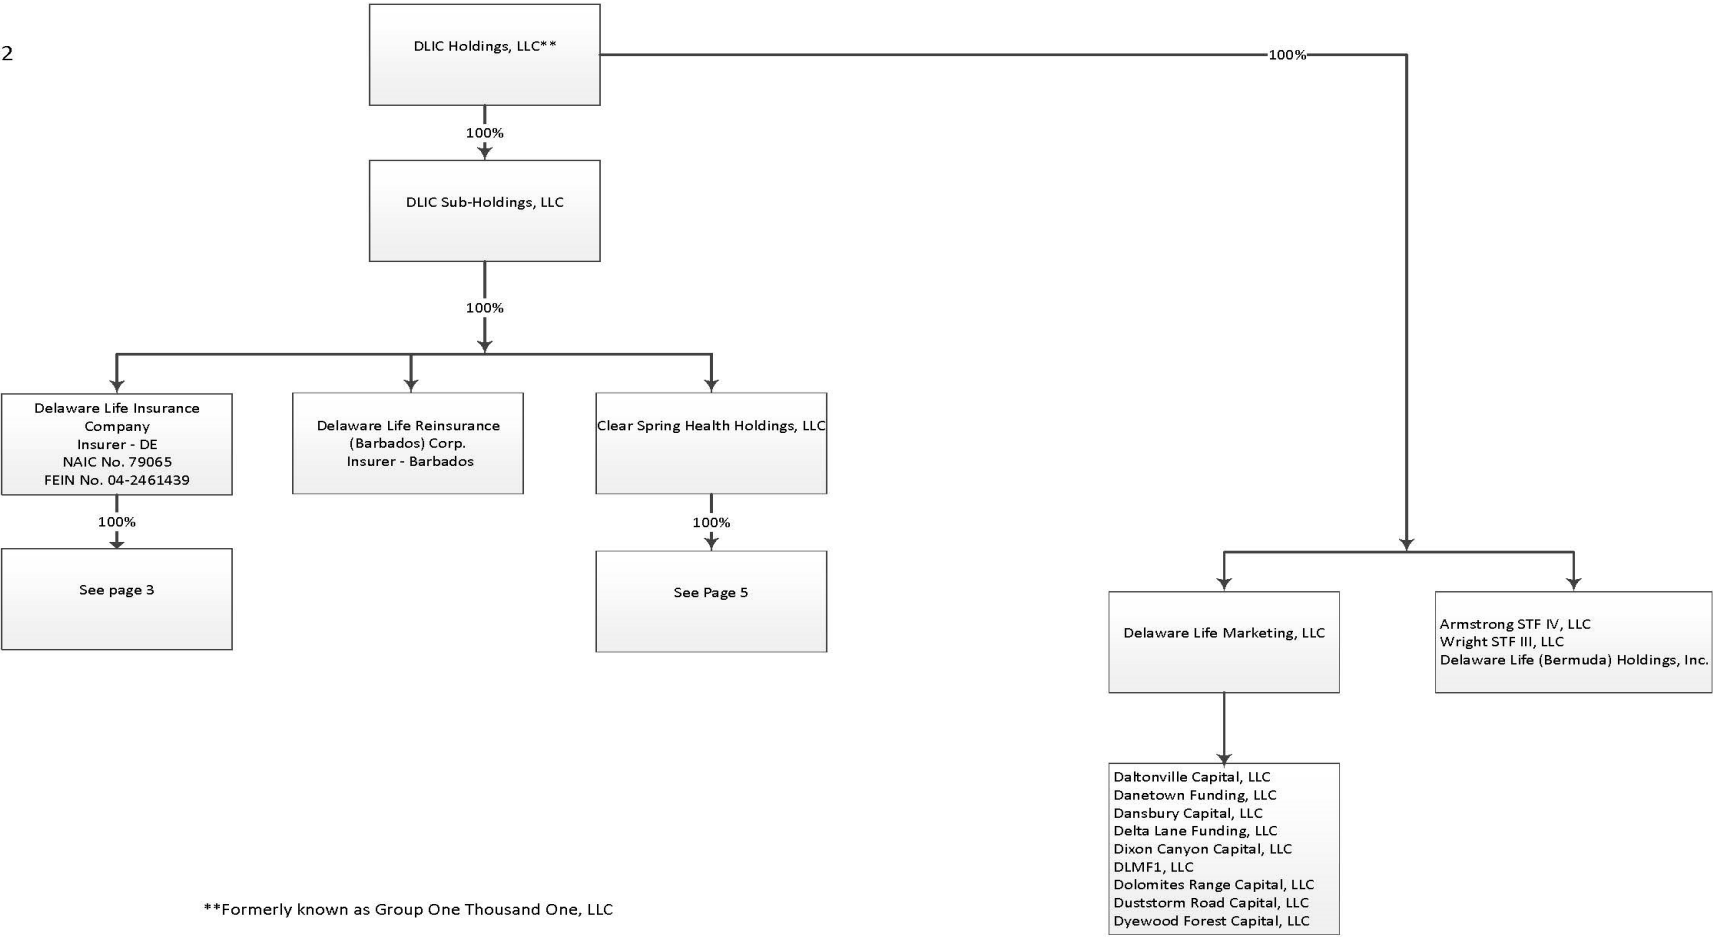 2
DLIC Holdings, LLC**
100%
100%
DLIC Sub-Holdings, LLC
100%
Delaware Life Insurance
Company
Insurer - DE
NAIC No. 79065
FEIN No. 04-2461439
Delaware Life Reinsurance
(Barbados) Corp.
Insurer - Barbados
Clear Spring Health Holdings, LLC
100%
100%
See page 3
See Page 5
Delaware Life Marketing, LLC
Armstrong STF IV, LLC
Wright STF III, LLC
Delaware Life (Bermuda) Holdings, Inc.
Daltonville Capital, LLC
Danetown Funding, LLC
Dansbury Capital, LLC
Delta Lane Funding, LLC
Dixon Canyon Capital, LLC
DLMF1, LLC
Dolomites Range Capital, LLC
Duststorm Road Capital, LLC
Dyewood Forest Capital, LLC
**Formerly known as Group One Thousand One, LLC